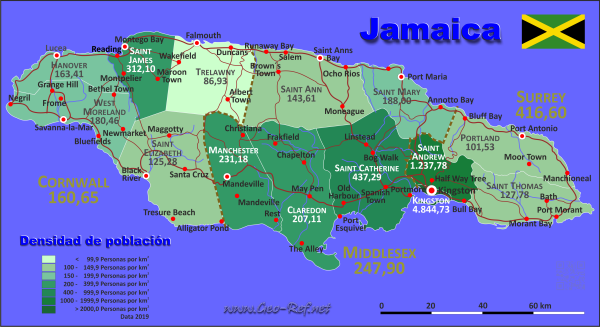 Jamaica
Lucea
Montego Bay
Falmouth
Reading
SAINT
JAMES
312,10
Wakefield
Duncans
Runaway Bay
Salem
Saint Anns
Bay
HANOVER
163,41
Maroon
Town
TRELAWNY
86,93
Brown's
Town
Ocho Rios
Port Maria
Montpelier
Grange Hill
Bethel Town
Albert
Town
SAINT ANN
143,61
SAINT MARY
188,00
Negril
Frome
WEST
MORELAND
180,46
Moneague
Annotto Bay
SURREY
416,60
Savanna-la-Mar
Newmarket
Maggotty
Christiana
Frakfield
Linstead
Buff Bay
Port Antonio
Bluefields
SAINT
ELIZABETH
125,28
MANCHESTER
231,18
Chapelton
Bog Walk
SAINT
ANDREW
1.237,78
PORTLAND
101,53
Moor Town
CORNWALL
160,65
Black
River
Santa Cruz
Mandeville
SAINT CATHERINE
437,29
Half Way Tree
Kingston
Manchioneal
May Pen
Old
Harbour
Spanish
Town
Portmore
KINGSTON
4.844,73
SAINT THOMAS
127,78
Bath
Mandeville
CLAREDON
207,11
Bull Bay
Port Morant
Tresure Beach
Alligator Pond
Rest
Port
Esquivel
Morant Bay
The Alley
MIDDLESEX
247,90
Densidad de población
< 99,9 Personas por km²
100 - 149,9 Personas por km²
150 - 199,9 Personas por km²
200 - 399,9 Personas por km²
400 - 999,9 Personas por km²
1000 - 1999,9 Personas por km²
>2000,0 Personas por km²
Data 2019
www.Geo-Ref.net
0 20 40 60 km